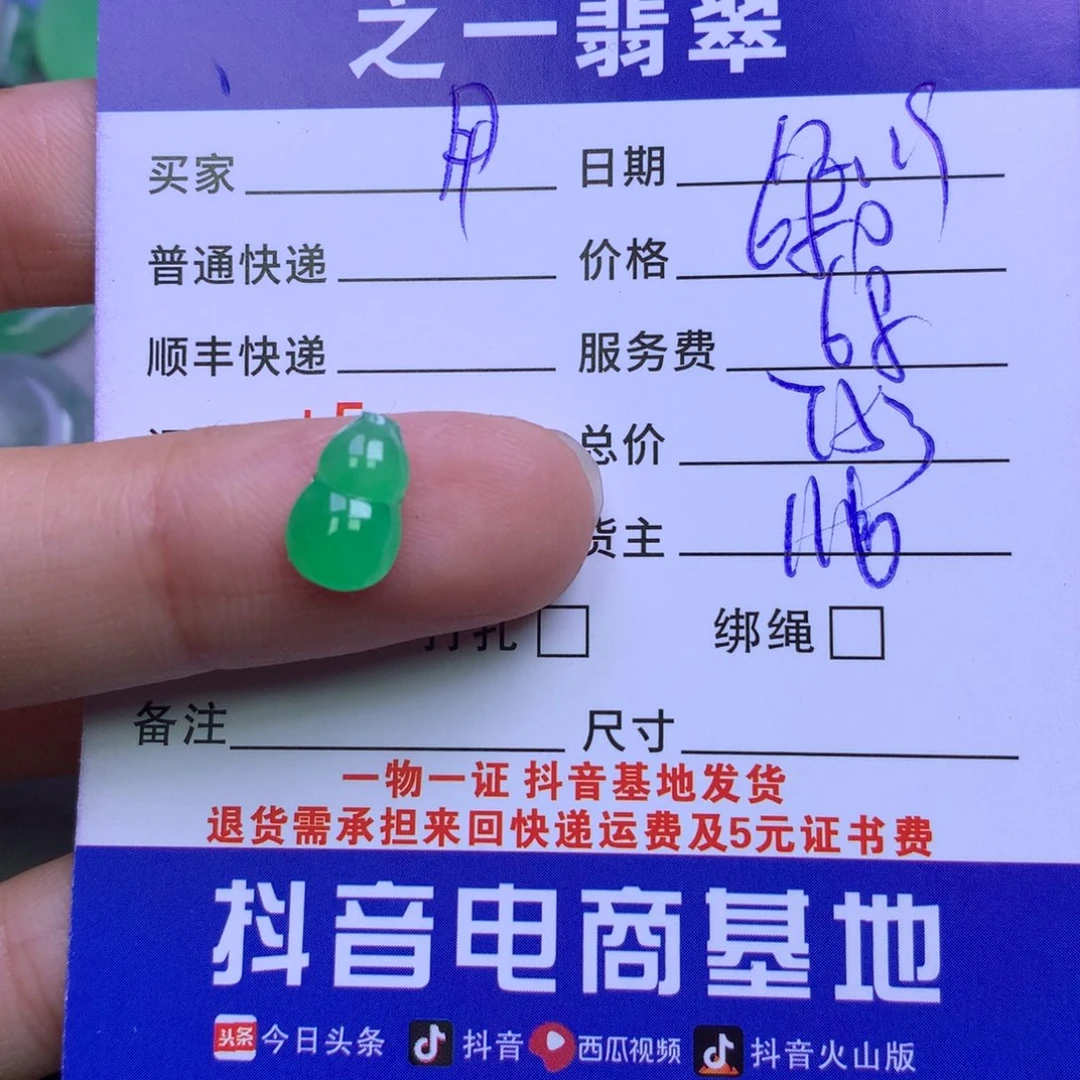 之一翡翠
买家 日期
普通快递 价格 680
顺丰快递 服务费 68
总价
货主 116
打孔 绑绳
备注 尺寸
一物一证 抖音基地发货
退货需承担来回快递运费及5元证书费
抖音电商基地
头条 今日头条 抖音 西瓜视频 抖音火山版